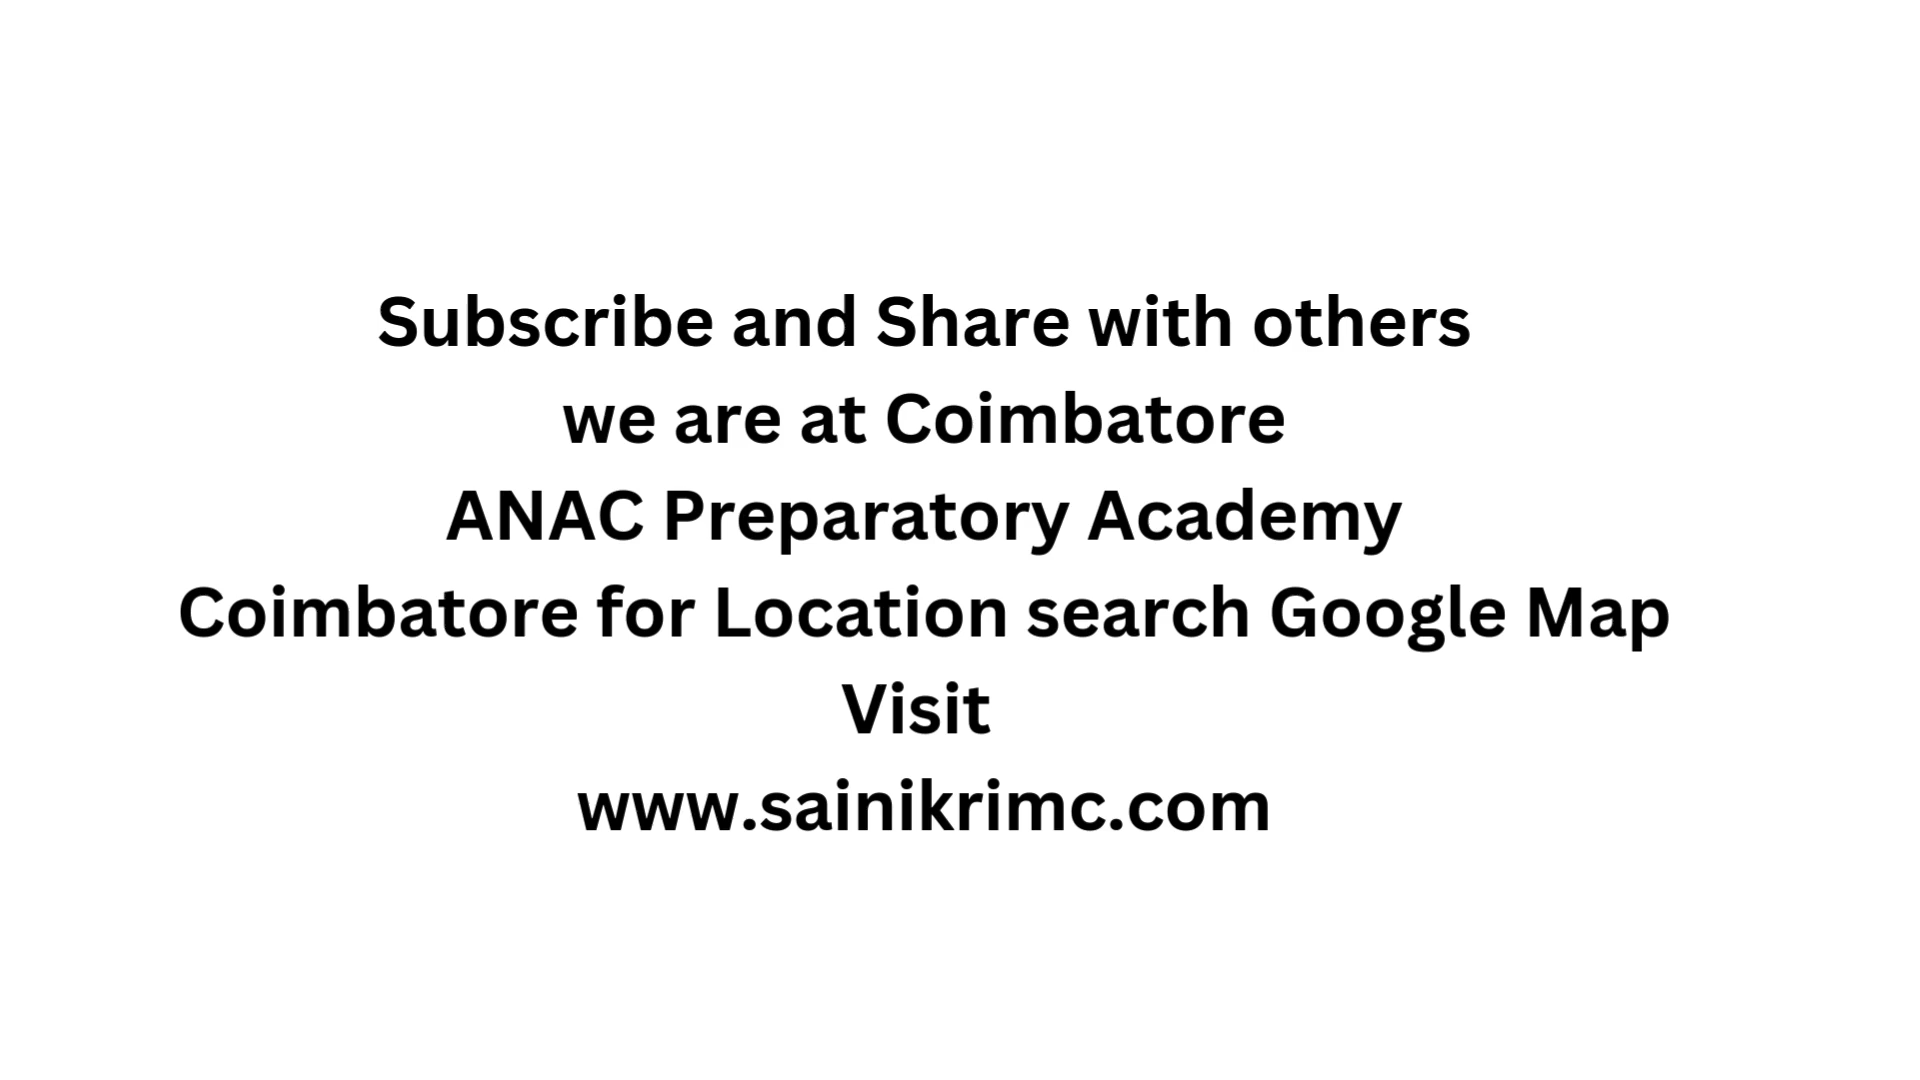 Subscribe and Share with others
we are at Coimbatore
ANAC Preparatory Academy
Coimbatore for Location search Google Map
Visit
www.sainikrimc.com